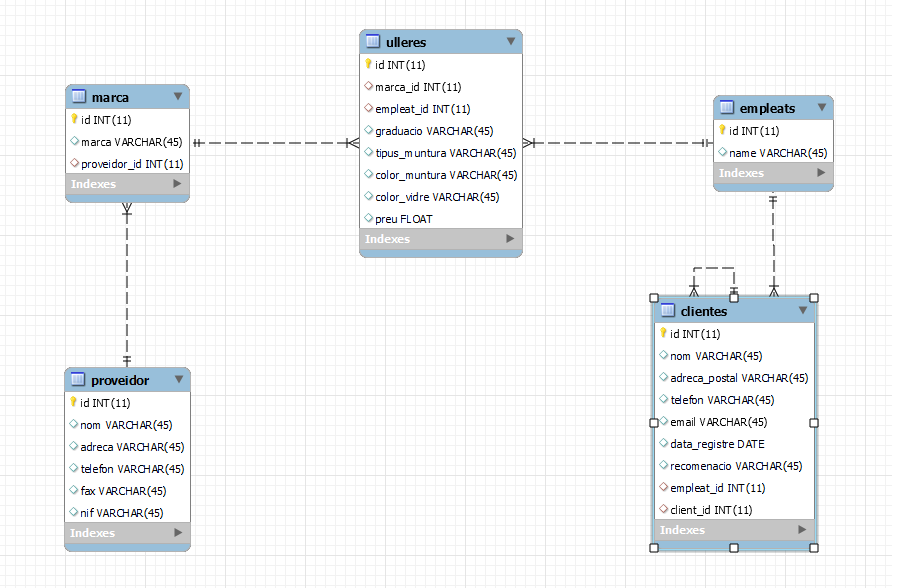 marca
id INT(11)
marca VARCHAR(45)
proveidor_id INT(11)
Indexes
ulleres
id INT(11)
marca_id INT(11)
empleat_id INT(11)
graduacio VARCHAR(45)
tipus_muntura VARCHAR(45)
color_muntura VARCHAR(45)
color_vidre VARCHAR(45)
preu FLOAT
Indexes
empleats
id INT(11)
name VARCHAR(45)
Indexes
proveidor
id INT(11)
nom VARCHAR(45)
adreca VARCHAR(45)
telefon VARCHAR(45)
fax VARCHAR(45)
nif VARCHAR(45)
Indexes
clientes
id INT(11)
nom VARCHAR(45)
adreca_postal VARCHAR(45)
telefon VARCHAR(45)
email VARCHAR(45)
data_registre DATE
recomenacio VARCHAR(45)
empleat_id INT(11)
client_id INT(11)
Indexes